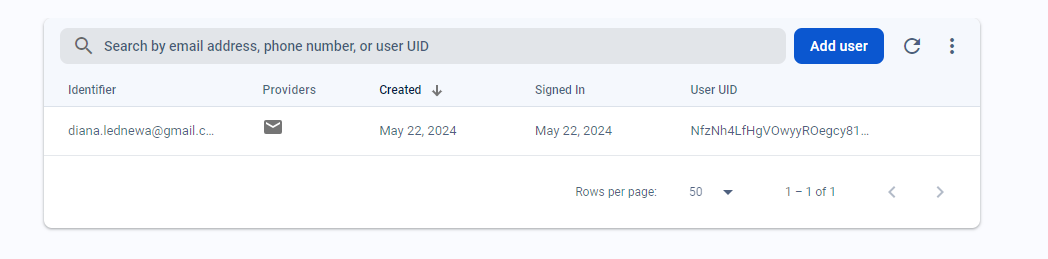 Search by email address, phone number, or user UID Add user
Identifier Providers Created Signed In User UID
diana.lednewa@gmail.c... May 22, 2024 May 22, 2024 NfzNh4LfHgVOwyyROegcy81...
Rows per page: 50 1 – 1 of 1